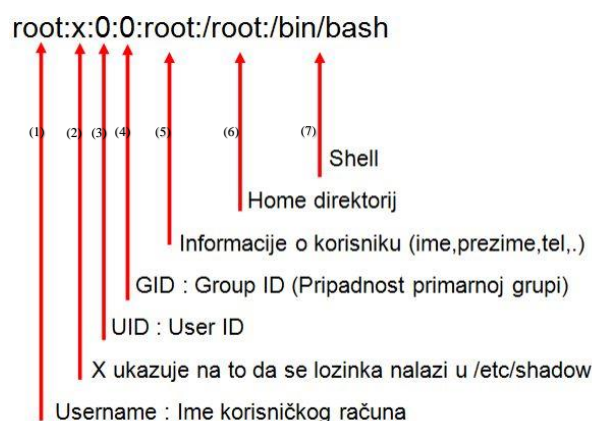 root:x:0:0:root:/root:/bin/bash
(1) (2) (3) (4) (5) (6) (7)
Shell
Home direktorij
Informacije o korisniku (ime,prezime,tel,.)
GID : Group ID (Pripadnost primarnoj grupi)
UID : User ID
X ukazuje na to da se lozinka nalazi u /etc/shadow
Username : Ime korisničkog računa